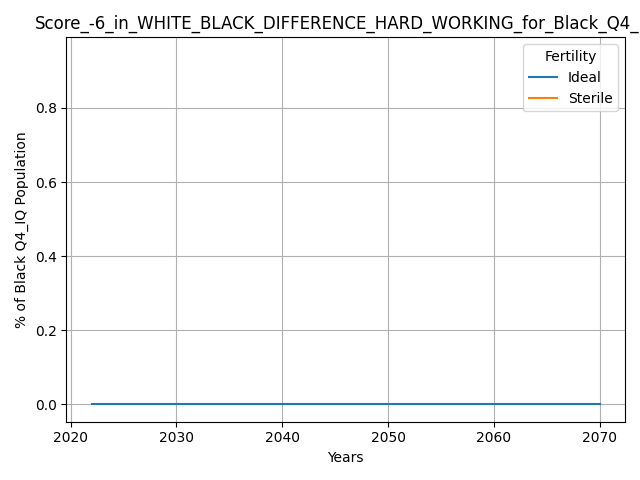 Score_-6_in_WHITE_BLACK_DIFFERENCE_HARD_WORKING_for_Black_Q4_
Fertility
Ideal
Sterile
0.8
0.6
0.4
0.2
0.0
% of Black Q4_IQ Population
2020 2030 2040 2050 2060 2070
Years